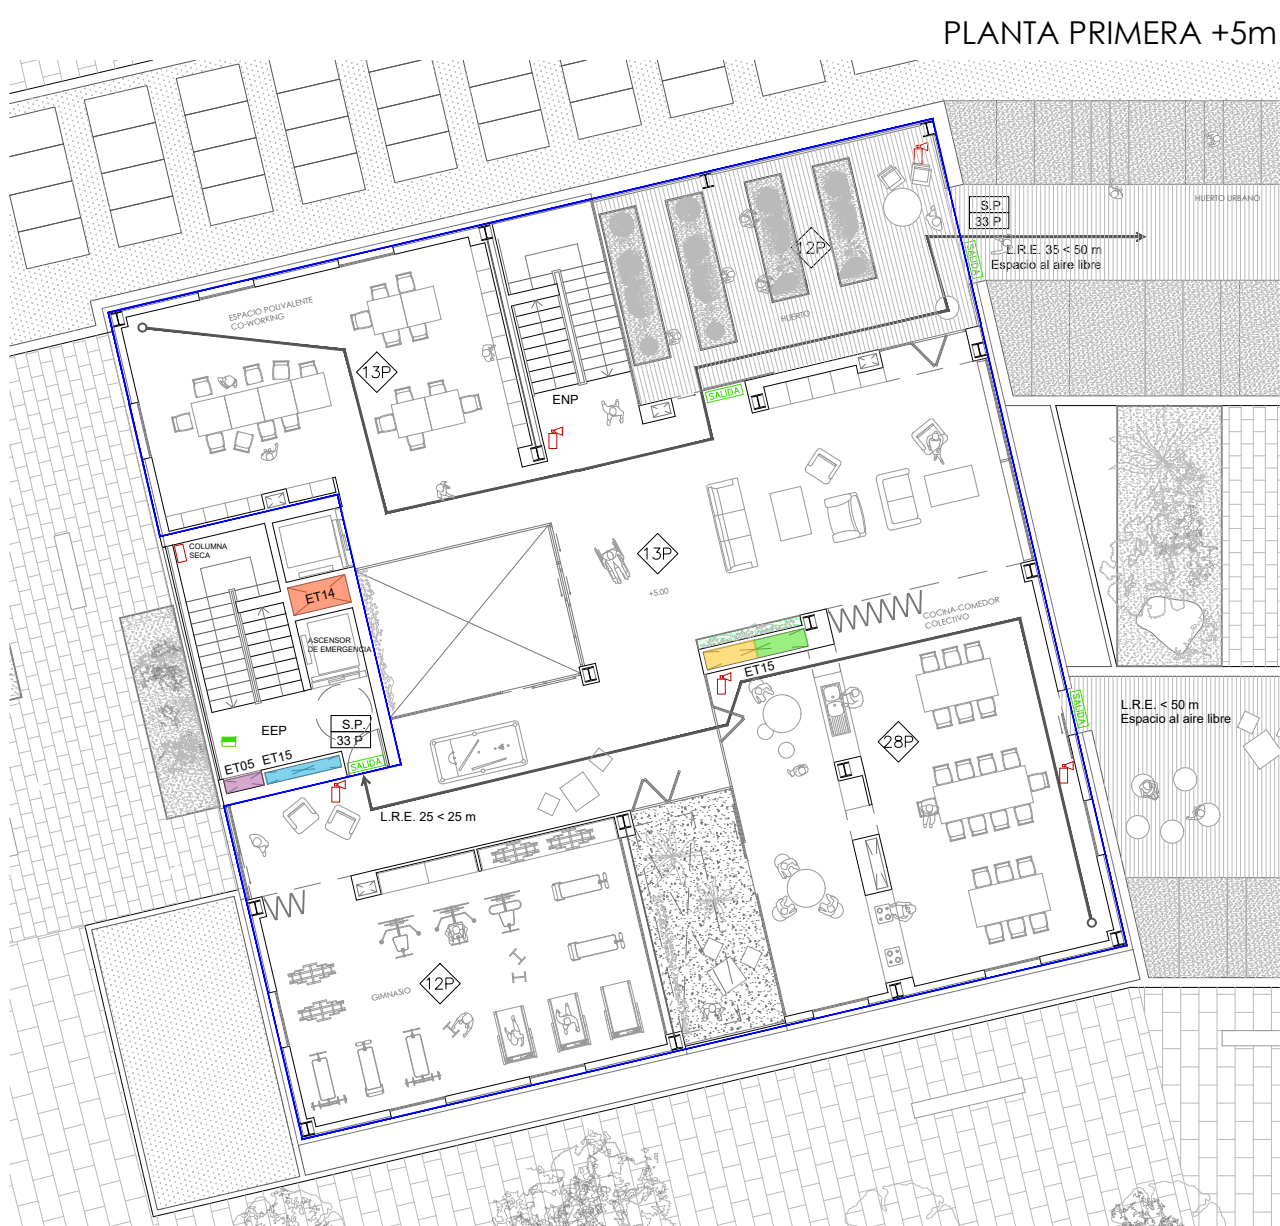 PLANTA PRIMERA +5m
HUERTO URBANO
S.P.
33 P
L.R.E. 35 < 50 m
Espacio al aire libre
SALIDA
12P
HUERTO
ESPACIO POLIVALENTE
CO-WORKING
13P
ENP
SALIDA
COLUMNA
SECA
13P
+5.00
ET14
COCINA-COMEDOR
COLECTIVO
ASCENSOR
DE EMERGENCIA
ET15
EEP
S.P.
33 P
SALIDA
L.R.E. < 50 m
Espacio al aire libre
28P
ET05
ET15
SALIDA
L.R.E. 25 < 25 m
GIMNASIO
12P